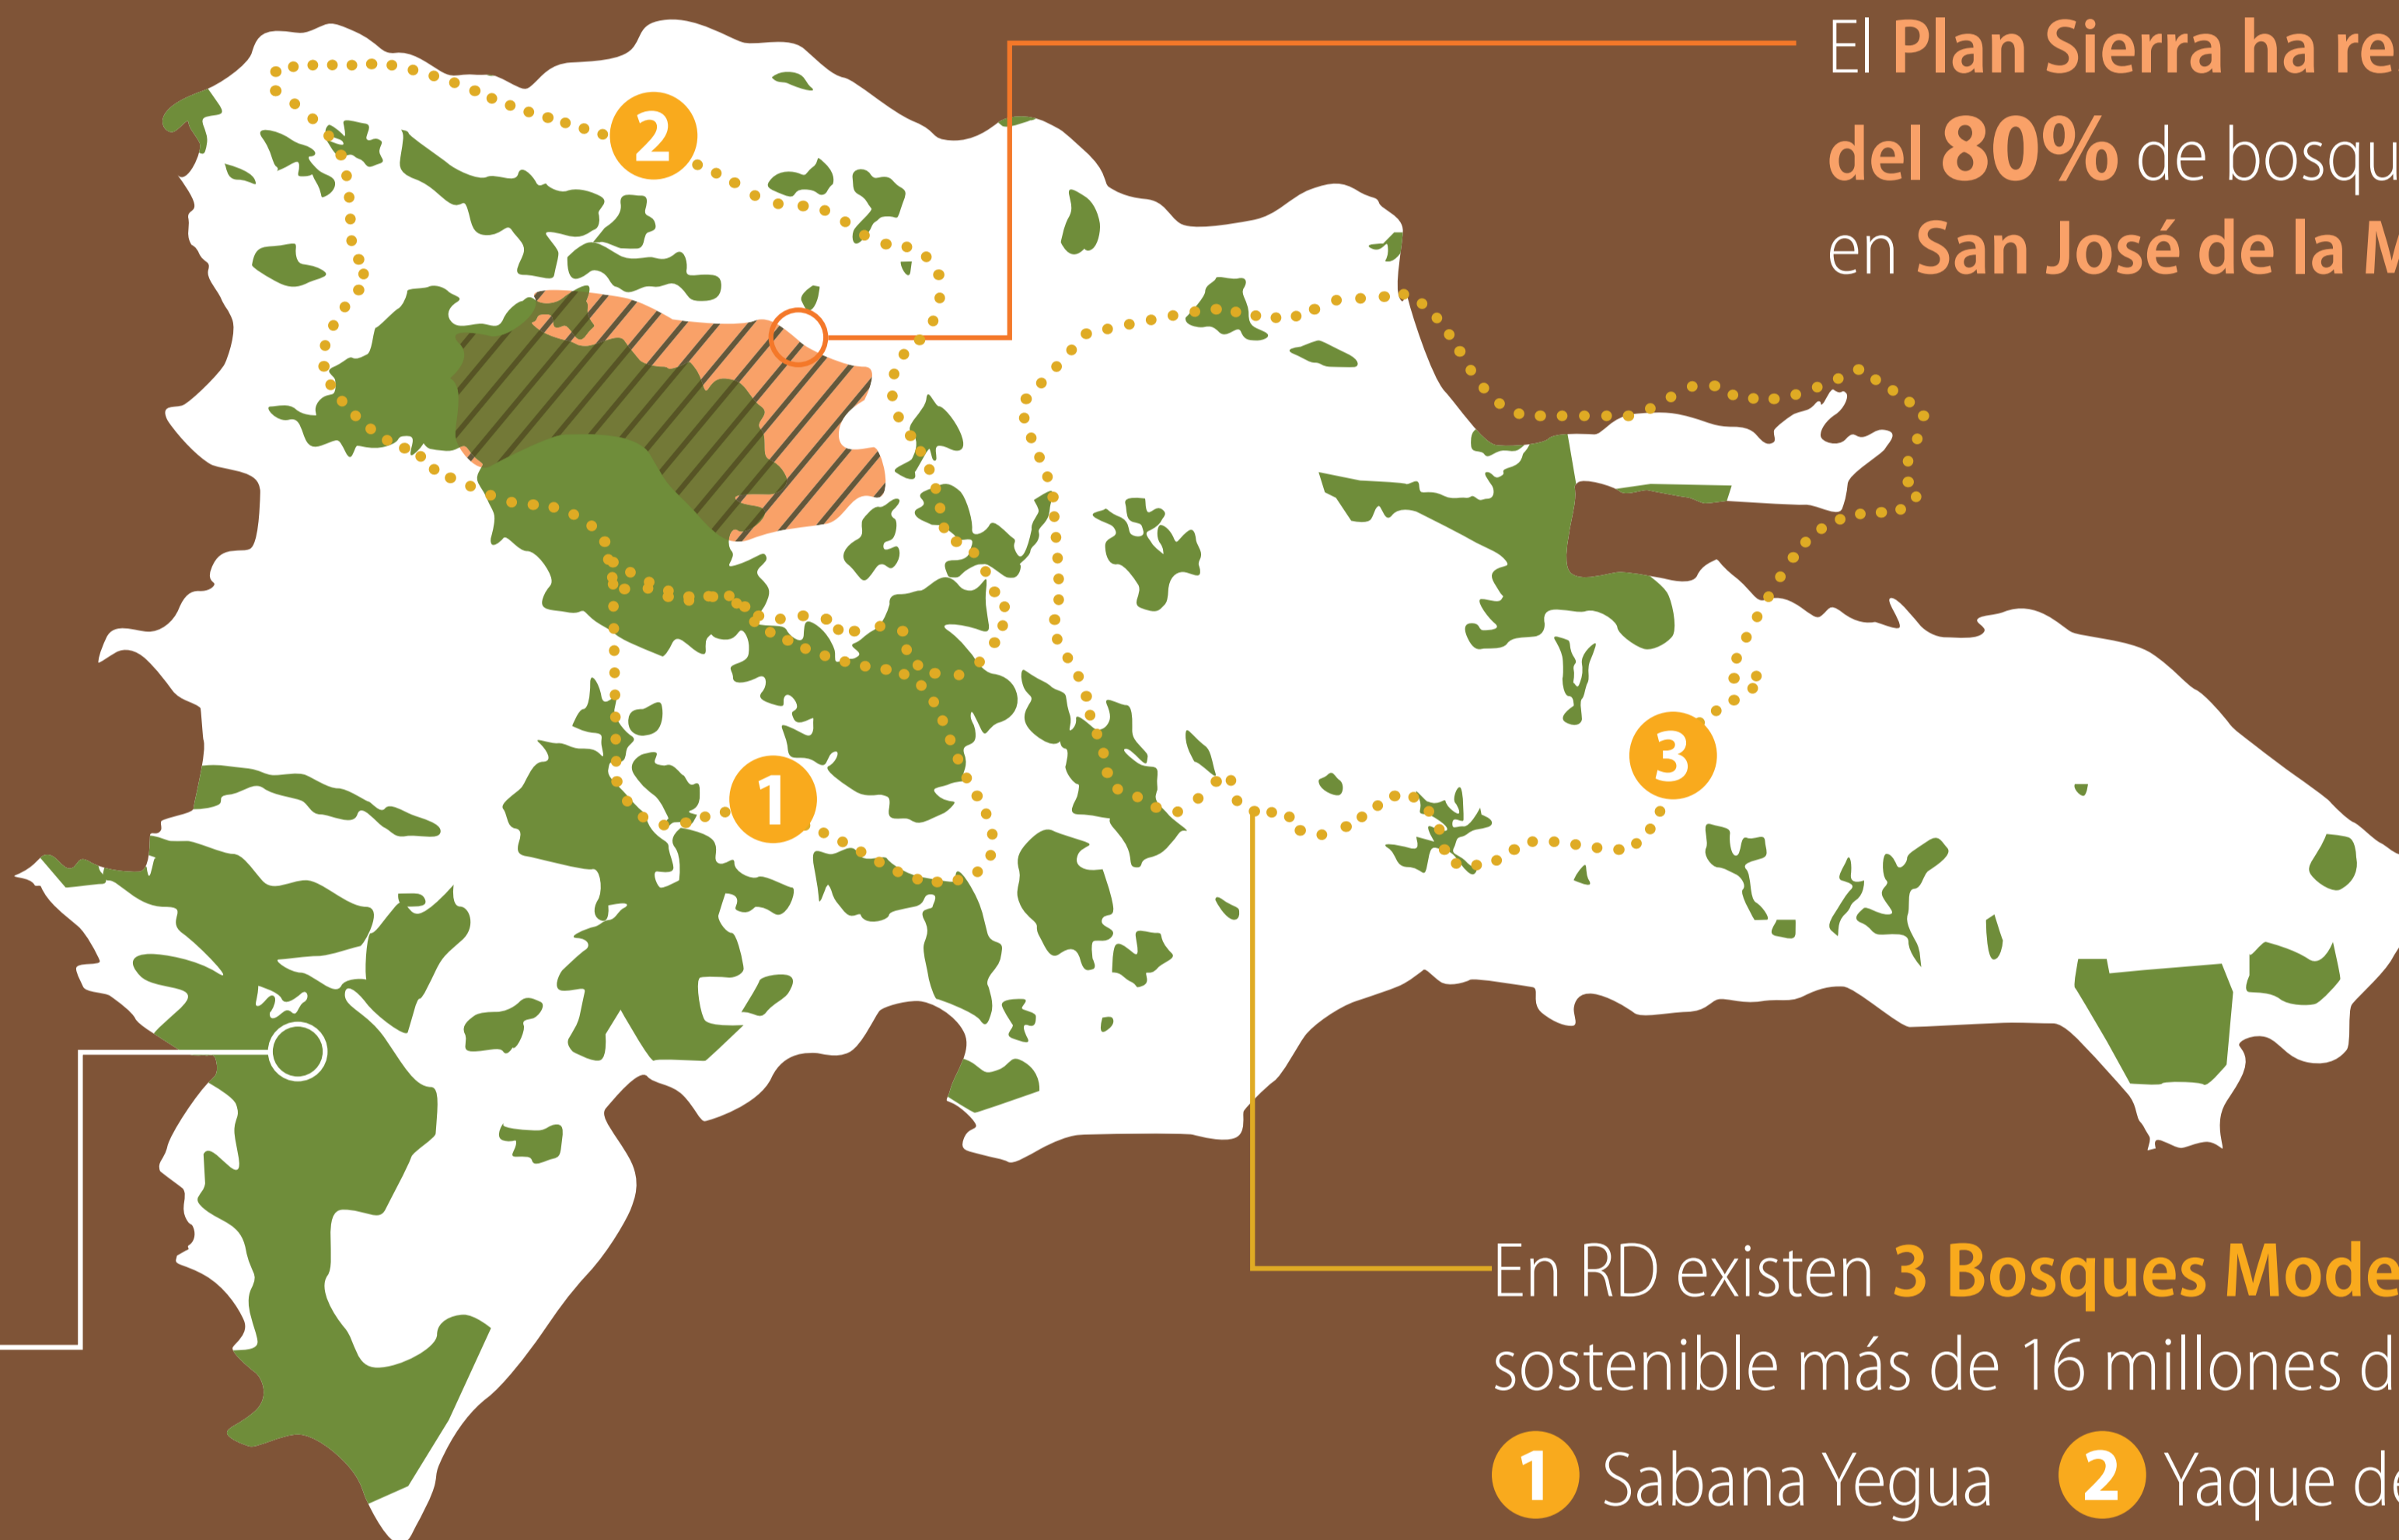 El Plan Sierra ha re
del 80% de bosqu
en San José de la M
2
1
3
En RD existen 3 Bosques Mode
sostenible más de 16 millones d
1 Sabana Yegua 2 Yaque de